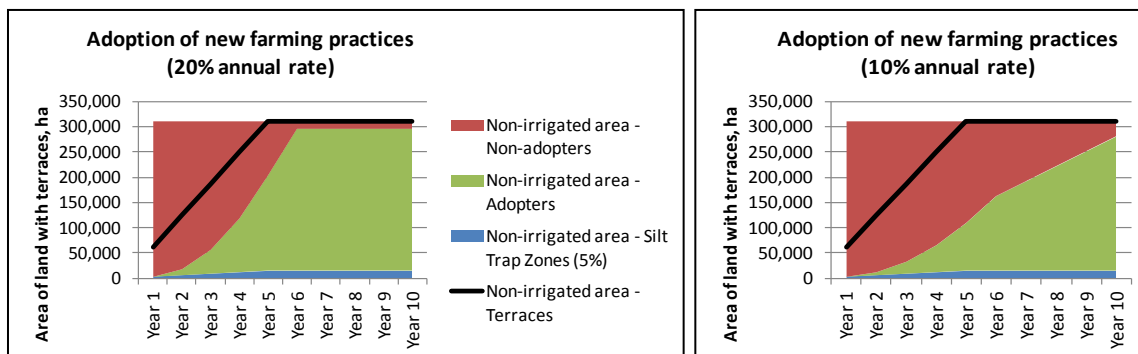 Adoption of new farming practices
(20% annual rate)
Area of land with terraces, ha
350,000
300,000
250,000
200,000
150,000
100,000
50,000
0
Year 1
Year 2
Year 3
Year 4
Year 5
Year 6
Year 7
Year 8
Year 9
Year 10
Non-irrigated area -
Non-adopters
Non-irrigated area -
Adopters
Non-irrigated area - Silt
Trap Zones (5%)
Non-irrigated area -
Terraces
Adoption of new farming practices
(10% annual rate)
Area of land with terraces, ha
350,000
300,000
250,000
200,000
150,000
100,000
50,000
0
Year 1
Year 2
Year 3
Year 4
Year 5
Year 6
Year 7
Year 8
Year 9
Year 10